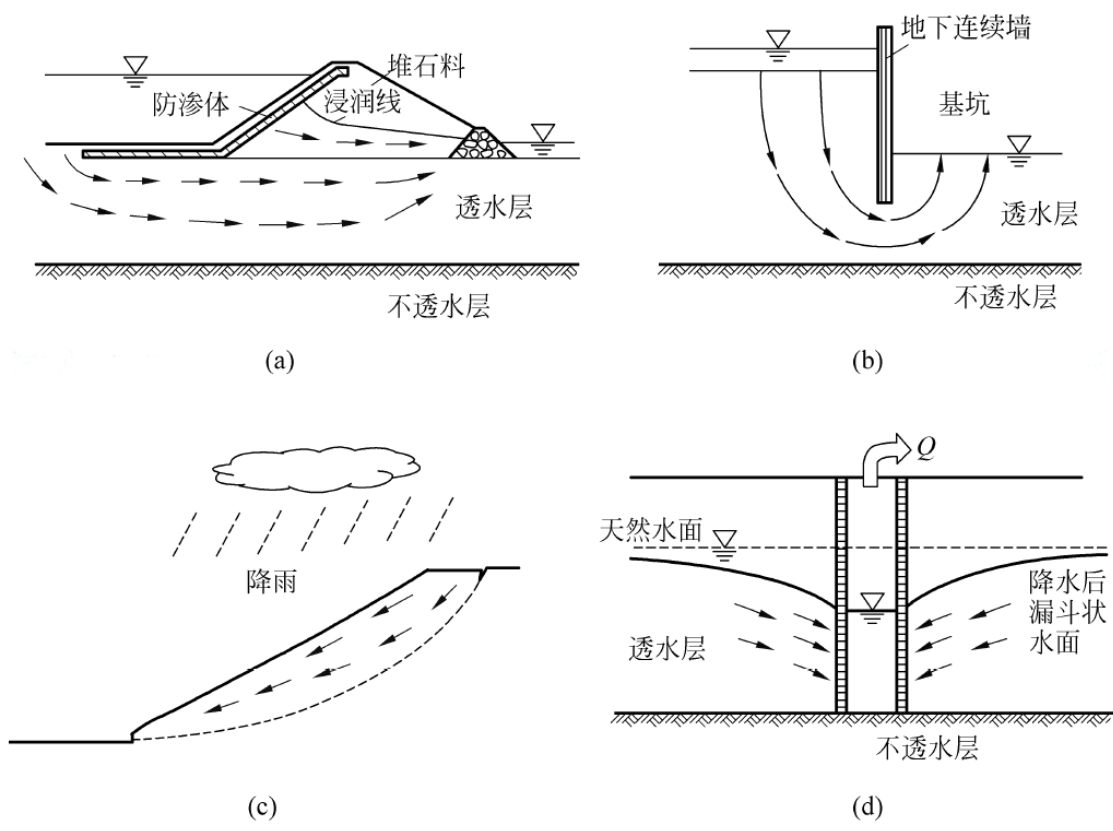 堆石料
防渗体
浸润线
透水层
不透水层
(a)
地下连续墙
基坑
透水层
不透水层
(b)
降雨
(c)
Q
天然水面
降水后
漏斗状
水面
透水层
不透水层
(d)